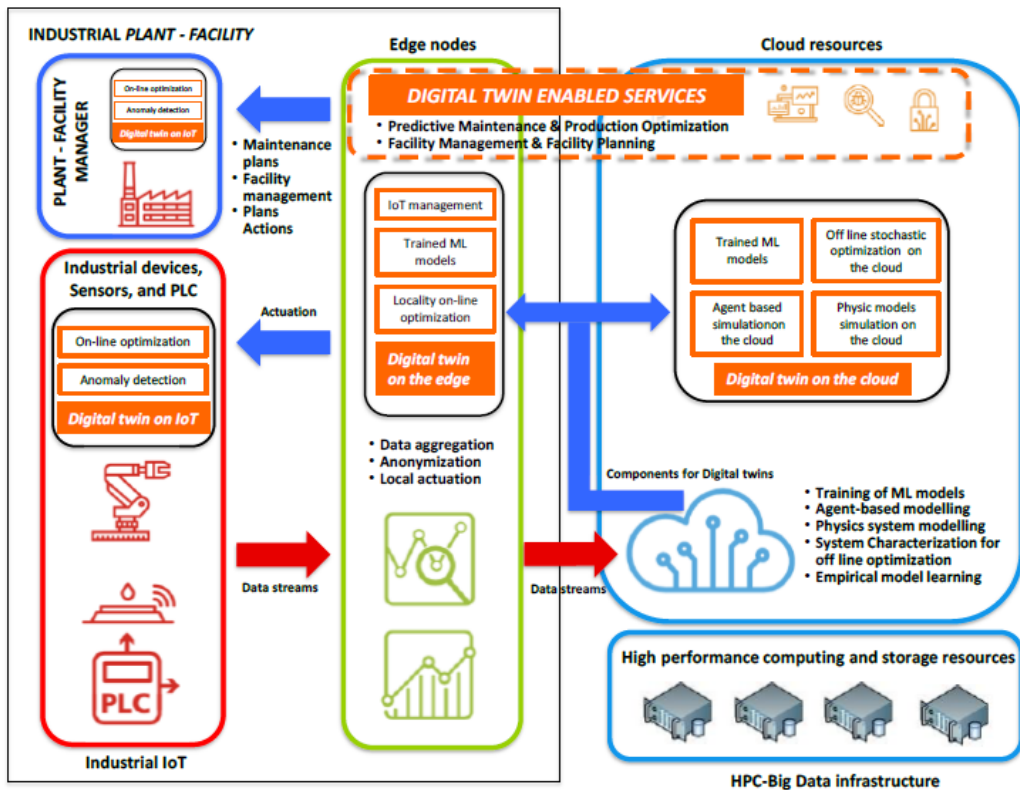 INDUSTRIAL PLANT - FACILITY
Edge nodes
Cloud resources
PLANT - FACILITY
MANAGER
On-line optimization
Anomaly detection
Digital twin on IoT
• Maintenance
plans
• Facility
management
• Plans
Actions
DIGITAL TWIN ENABLED SERVICES
• Predictive Maintenance & Production Optimization
• Facility Management & Facility Planning
IoT management
Trained ML
models
Locality on-line
optimization
Digital twin
on the edge
Trained ML
models
Off line stochastic
optimization on
the cloud
Agent based
simulationon
the cloud
Physic models
simulation on
the cloud
Digital twin on the cloud
Industrial devices,
Sensors, and PLC
On-line optimization
Anomaly detection
Digital twin on IoT
Actuation
• Data aggregation
• Anonymization
• Local actuation
Components for Digital twins
• Training of ML models
• Agent-based modelling
• Physics system modelling
• System Characterization for
off line optimization
• Empirical model learning
Data streams
Data streams
PLC
Industrial IoT
High performance computing and storage resources
HPC-Big Data infrastructure